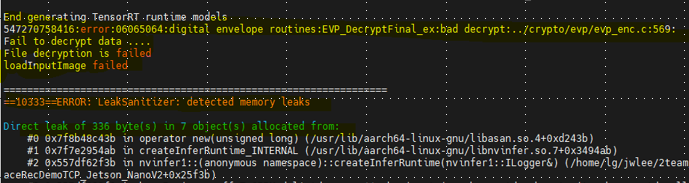 End generating TensorRT runtime models
547270758416:error:06065064:digital envelope routines:EVP_DecryptFinal_ex:bad decrypt:../crypto/evp/evp_enc.c:569:
Fail to decrypt data ....
File decryption is failed
loadInputImage failed
=================================================================
==10333==ERROR: LeakSanitizer: detected memory leaks
Direct leak of 336 byte(s) in 7 object(s) allocated from:
#0 0x7f8b48c43b in operator new(unsigned long) (/usr/lib/aarch64-linux-gnu/libasan.so.4+0xd243b)
#1 0x7f7e2954ab in createInferRuntime_INTERNAL (/usr/lib/aarch64-linux-gnu/libnvinfer.so.7+0x3494ab)
#2 0x557df62f3b in nvinfer1::(anonymous namespace)::createInferRuntime(nvinfer1::ILogger&) (/home/lg/jwlee/2team
aceRecDemoTCP_Jetson_NanoV2+0x25f3b)